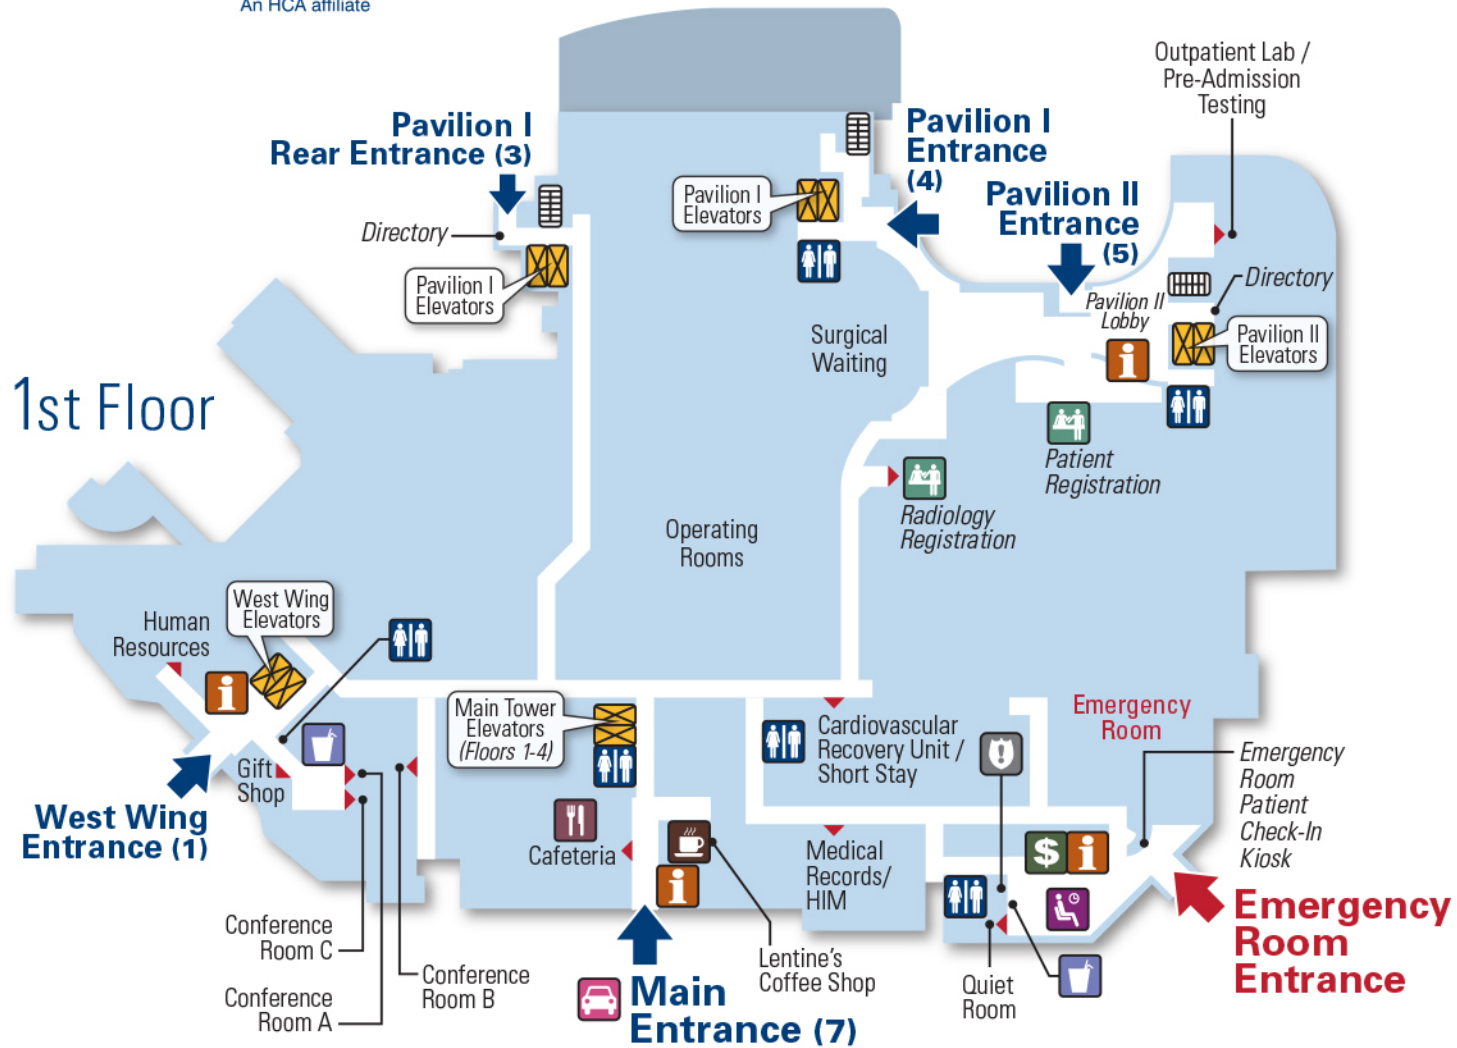 An HCA affiliate
Outpatient Lab /
Pre-Admission
Testing
Pavilion I
Rear Entrance (3)
Pavilion I
Entrance
(4)
Pavilion II
Entrance
(5)
Pavilion I
Elevators
Directory
Pavilion I
Elevators
Directory
Pavilion II
Lobby
Pavilion II
Elevators
Surgical
Waiting
1st Floor
Patient
Registration
Radiology
Registration
Operating
Rooms
West Wing
Elevators
Human
Resources
Main Tower
Elevators
(Floors 1-4)
Cardiovascular
Recovery Unit /
Short Stay
Emergency
Room
Emergency
Room
Patient
Check-In
Kiosk
Gift
Shop
West Wing
Entrance (1)
Cafeteria
Medical
Records/
HIM
$
Emergency
Room
Entrance
Conference
Room C
Conference
Room B
Conference
Room A
Lentine's
Coffee Shop
Quiet
Room
Main
Entrance (7)